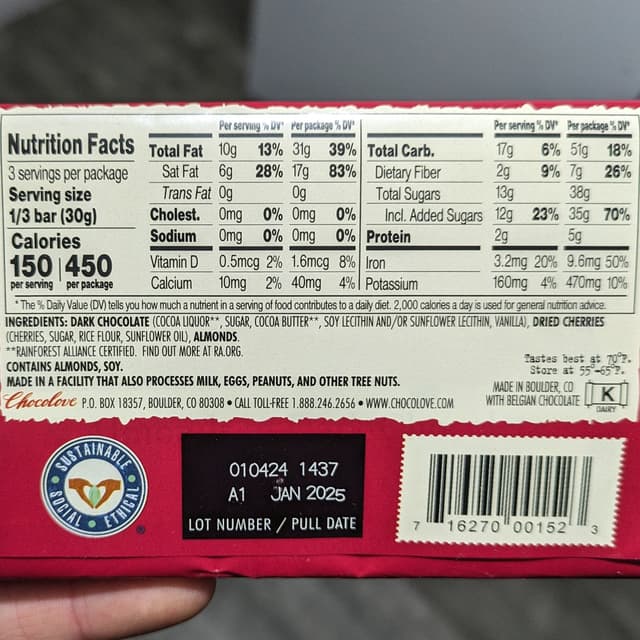 Per serving % DV* Per package % DV* Per serving % DV* Per package % DV*
Nutrition Facts
3 servings per package
Serving size
1/3 bar (30g)
Calories
150 450
per serving per package
Total Fat 10g 13% 31g 39%
Sat Fat 6g 28% 17g 83%
Trans Fat 0g 0g
Cholest. 0mg 0% 0mg 0%
Sodium 0mg 0% 0mg 0%
Vitamin D 0.5mcg 2% 1.6mcg 8%
Calcium 10mg 2% 40mg 4%
Total Carb. 17g 6% 51g 18%
Dietary Fiber 2g 9% 7g 26%
Total Sugars 13g 38g
Incl. Added Sugars 12g 23% 35g 70%
Protein 2g 5g
Iron 3.2mg 20% 9.6mg 50%
Potassium 160mg 4% 470mg 10%
*The % Daily Value (DV) tells you how much a nutrient in a serving of food contributes to a daily diet. 2,000 calories a day is used for general nutrition advice.
INGREDIENTS: DARK CHOCOLATE (COCOA LIQUOR**, SUGAR, COCOA BUTTER**, SOY LECITHIN AND/OR SUNFLOWER LECITHIN, VANILLA), DRIED CHERRIES
(CHERRIES, SUGAR, RICE FLOUR, SUNFLOWER OIL), ALMONDS.
**RAINFOREST ALLIANCE CERTIFIED. FIND OUT MORE AT RA.ORG.
CONTAINS ALMONDS, SOY.
MADE IN A FACILITY THAT ALSO PROCESSES MILK, EGGS, PEANUTS, AND OTHER TREE NUTS.
Chocolove P.O. BOX 18357, BOULDER, CO 80308 • CALL TOLL-FREE 1.888.246.2656 • WWW.CHOCOLOVE.COM
Tastes best at 70°F.
Store at 55°-65°F.
MADE IN BOULDER, CO
WITH BELGIAN CHOCOLATE
K
DAIRY
SUSTAINABLE
SOCIAL
ETHICAL
®
010424 1437
A1 JAN 2025
LOT NUMBER / PULL DATE
7 16270 00152 3